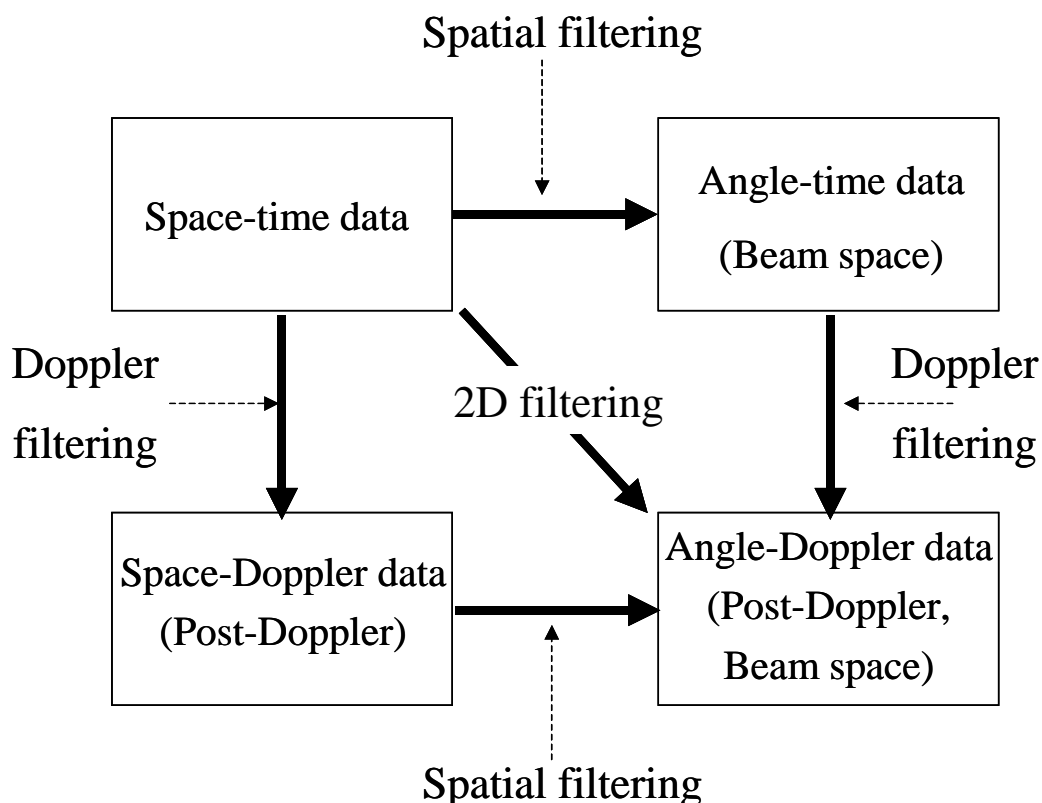 Spatial filtering
Space-time data
Angle-time data
(Beam space)
Doppler
filtering
2D filtering
Doppler
filtering
Space-Doppler data
(Post-Doppler)
Angle-Doppler data
(Post-Doppler,
Beam space)
Spatial filtering